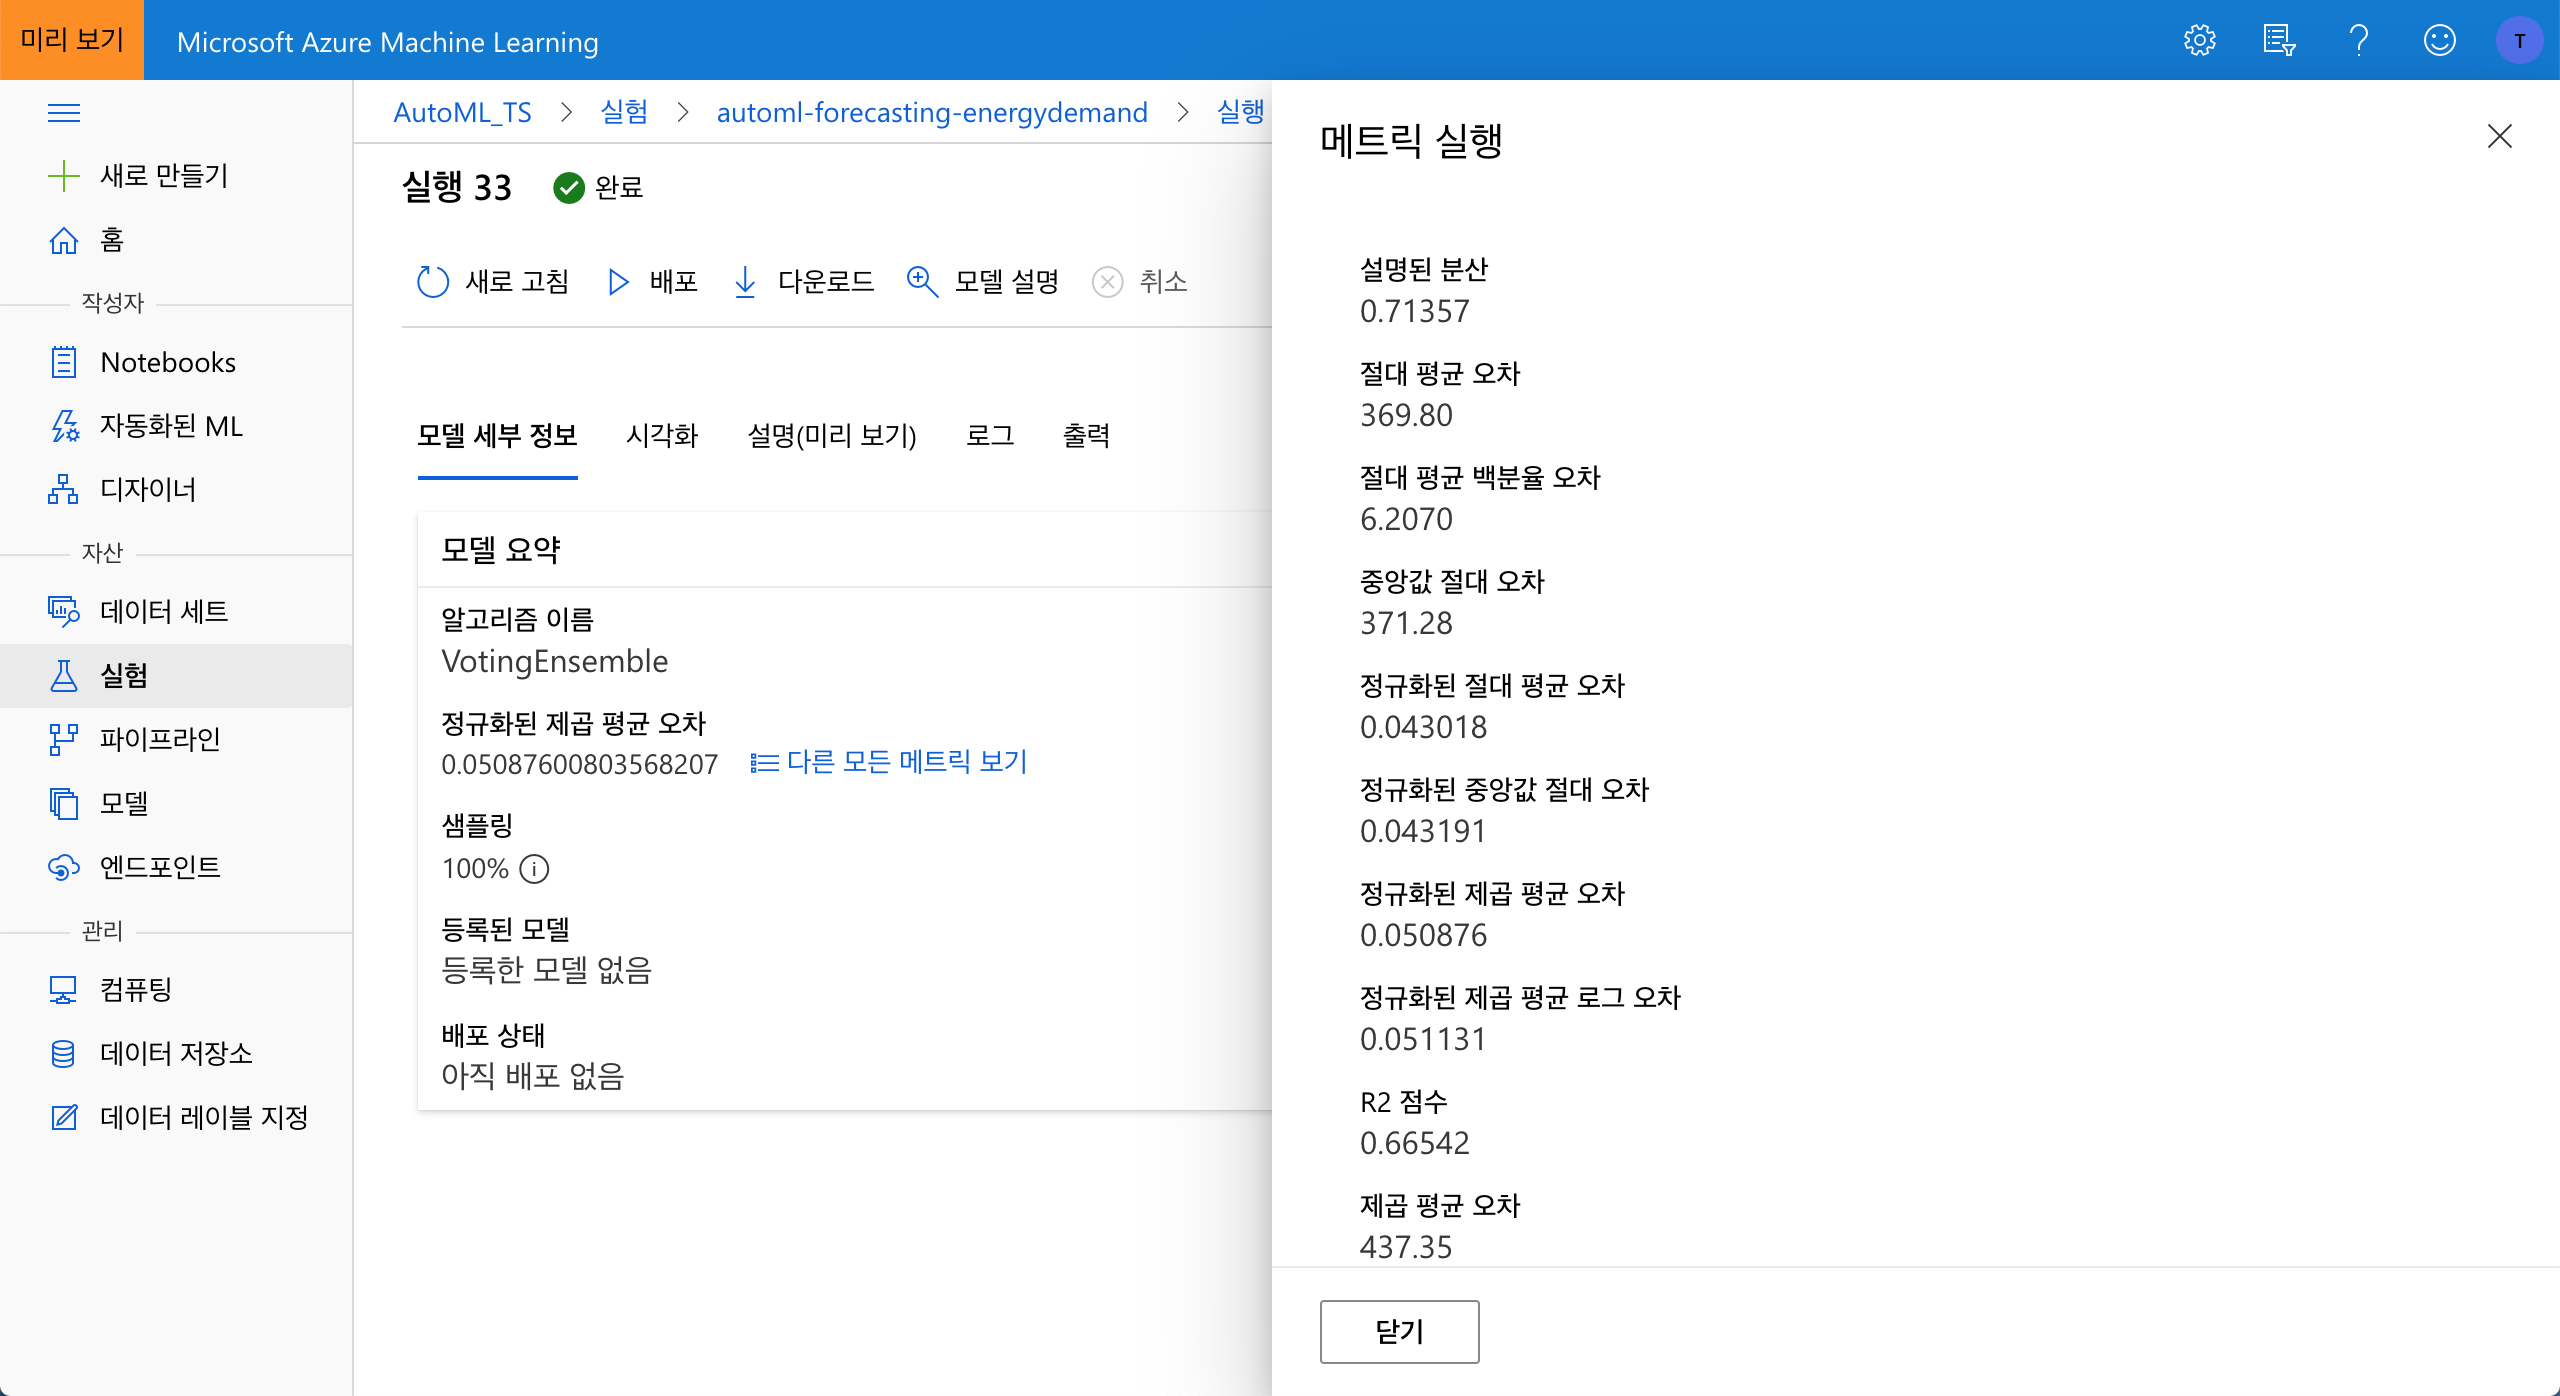 미리 보기
Microsoft Azure Machine Learning
T
새로 만들기
홈
작성자
Notebooks
자동화된 ML
디자이너
자산
데이터 세트
실험
파이프라인
모델
엔드포인트
관리
컴퓨팅
데이터 저장소
데이터 레이블 지정
AutoML_TS > 실험 > automl-forecasting-energydemand > 실행
실행 33 완료
새로 고침 배포 다운로드 모델 설명 취소
모델 세부 정보 시각화 설명(미리 보기) 로그 출력
모델 요약
알고리즘 이름
VotingEnsemble
정규화된 제곱 평균 오차
0.05087600803568207 다른 모든 메트릭 보기
샘플링
100%
등록된 모델
등록한 모델 없음
배포 상태
아직 배포 없음
메트릭 실행
설명된 분산
0.71357
절대 평균 오차
369.80
절대 평균 백분율 오차
6.2070
중앙값 절대 오차
371.28
정규화된 절대 평균 오차
0.043018
정규화된 중앙값 절대 오차
0.043191
정규화된 제곱 평균 오차
0.050876
정규화된 제곱 평균 로그 오차
0.051131
R2 점수
0.66542
제곱 평균 오차
437.35
닫기